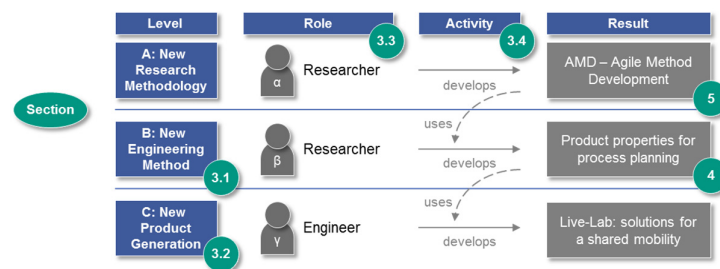 Level
Role
Activity
Result
3.3
3.4
A: New
Research
Methodology
α
Researcher
develops
AMD – Agile Method
Development
5
Section
uses
B: New
Engineering
Method
3.1
β
Researcher
develops
Product properties for
process planning
4
uses
C: New
Product
Generation
3.2
γ
Engineer
develops
Live-Lab: solutions for
a shared mobility